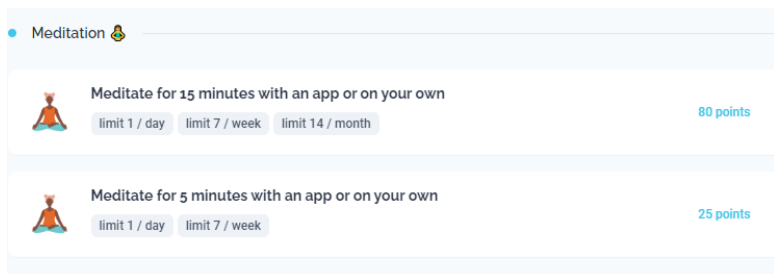 Meditation
Meditate for 15 minutes with an app or on your own
limit 1 / day limit 7 / week limit 14 / month
80 points
Meditate for 5 minutes with an app or on your own
limit 1 / day limit 7 / week
25 points